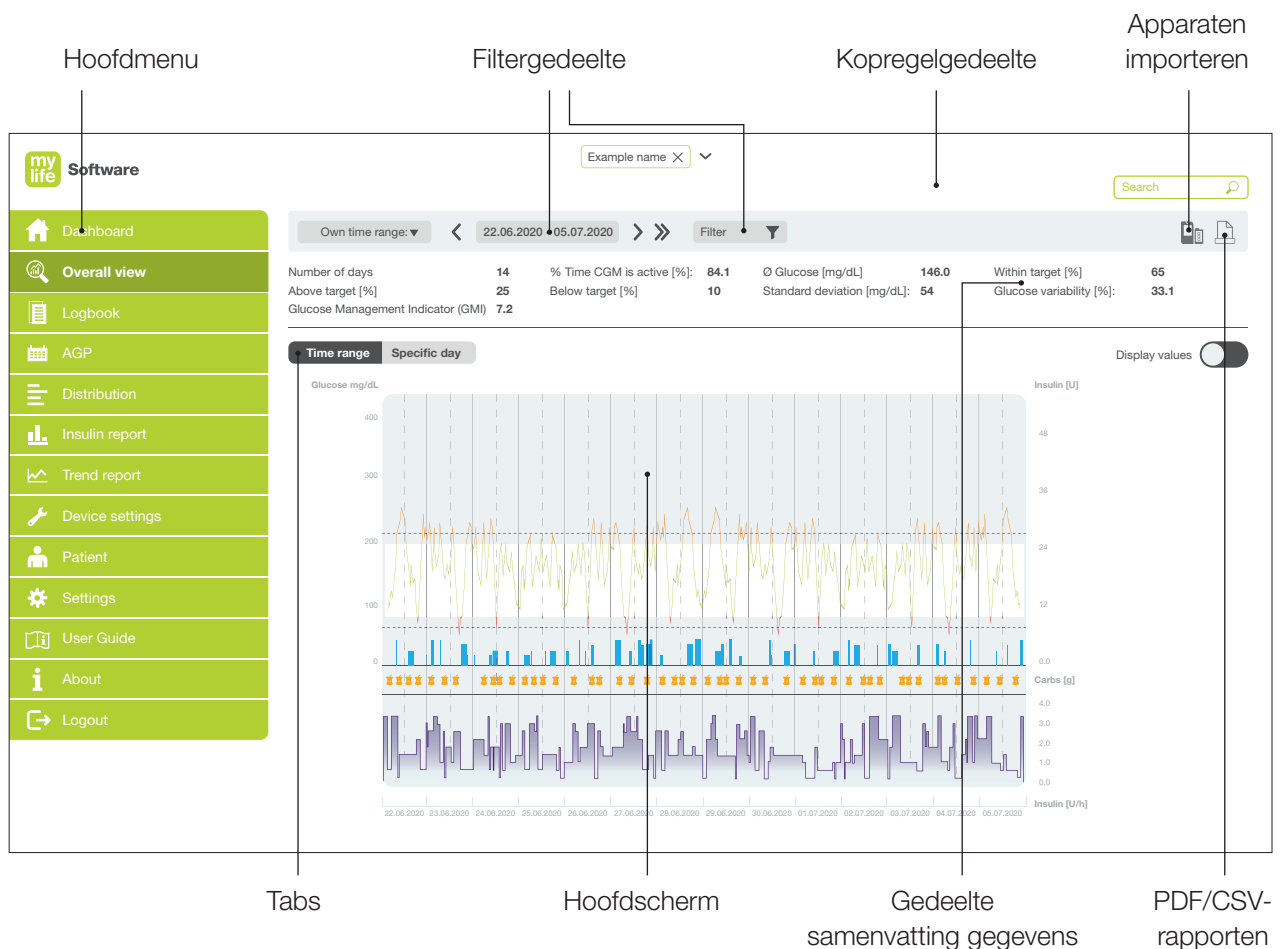 Apparaten
Hoofdmenu Filtergedeelte Kopregelgedeelte importeren
my
life Software
Example name
Search
Dashboard
Overall view
Logbook
AGP
Distribution
Insulin report
Trend report
Device settings
Patient
Settings
User Guide
About
Logout
Own time range: 22.06.2020 05.07.2020 Filter
Number of days 14 % Time CGM is active [%]: 84.1 Ø Glucose [mg/dL] 146.0 Within target [%] 65
Above target [%] 25 Below target [%] 10 Standard deviation [mg/dL]: 54 Glucose variability [%]: 33.1
Glucose Management Indicator (GMI) 7.2
Time range Specific day Display values
Glucose mg/dL Insulin [U]
400
48
300
36
200
24
100
12
0 0.0
Carbs [g]
4.0
3.0
2.0
1.0
0.0
Insulin [U/h]
22.06.2020 23.06.2020 24.06.2020 25.06.2020 26.06.2020 27.06.2020 28.06.2020 29.06.2020 30.06.2020 01.07.2020 02.07.2020 03.07.2020 04.07.2020 05.07.2020
Tabs Hoofdscherm Gedeelte PDF/CSV-
samenvatting gegevens rapporten